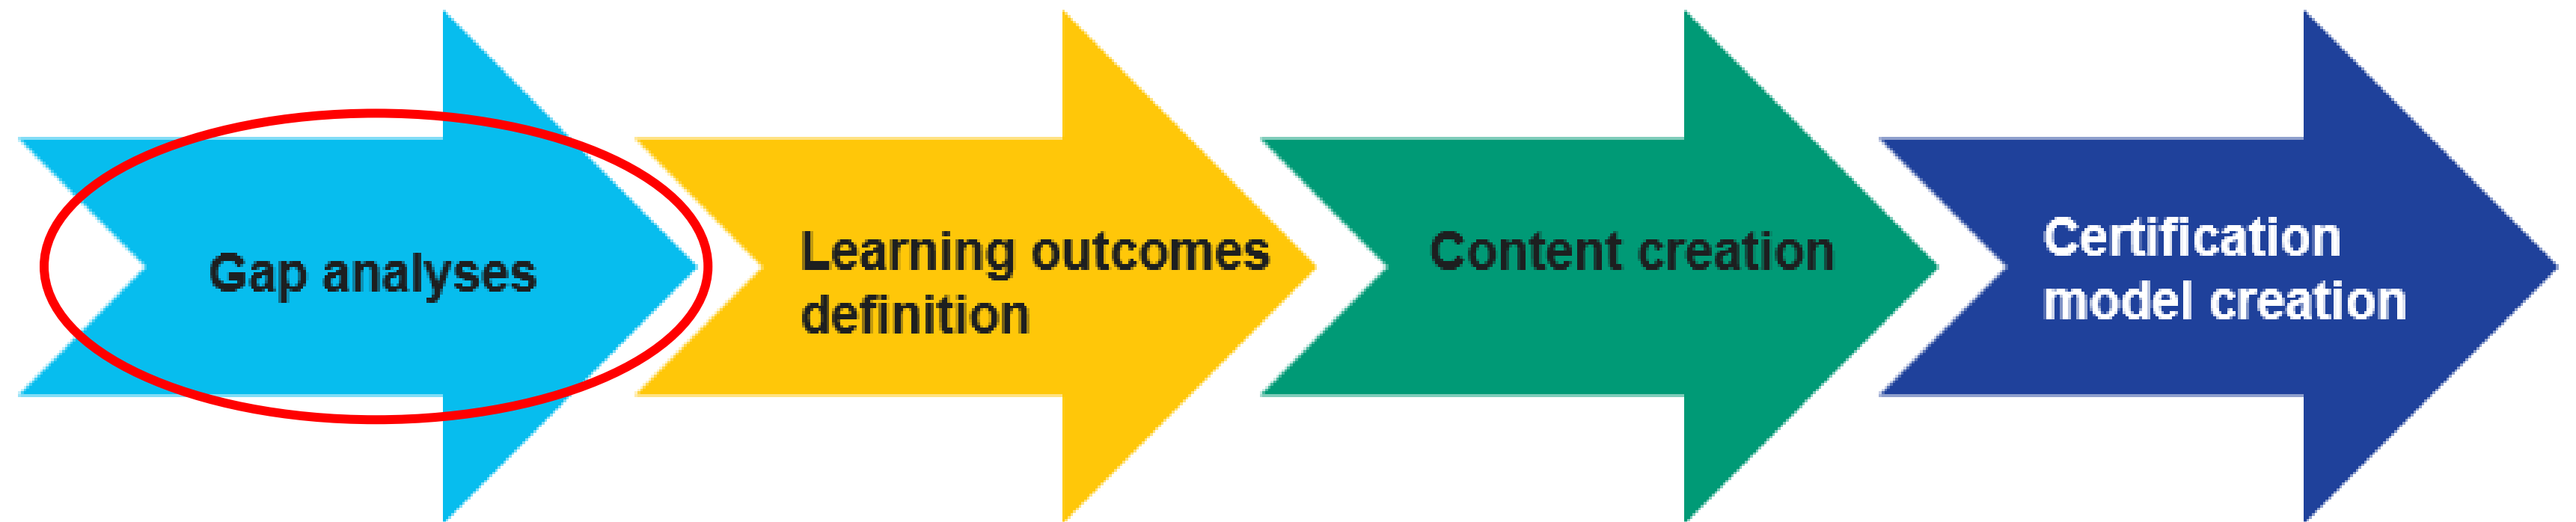 Gap analyses
Learning outcomes
definition
Content creation
Certification
model creation